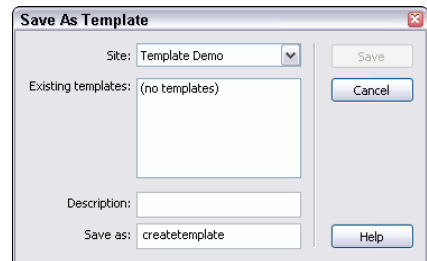 Save As Template
Site: Template Demo
Save
Existing templates: (no templates)
Cancel
Description:
Save as: createtemplate
Help